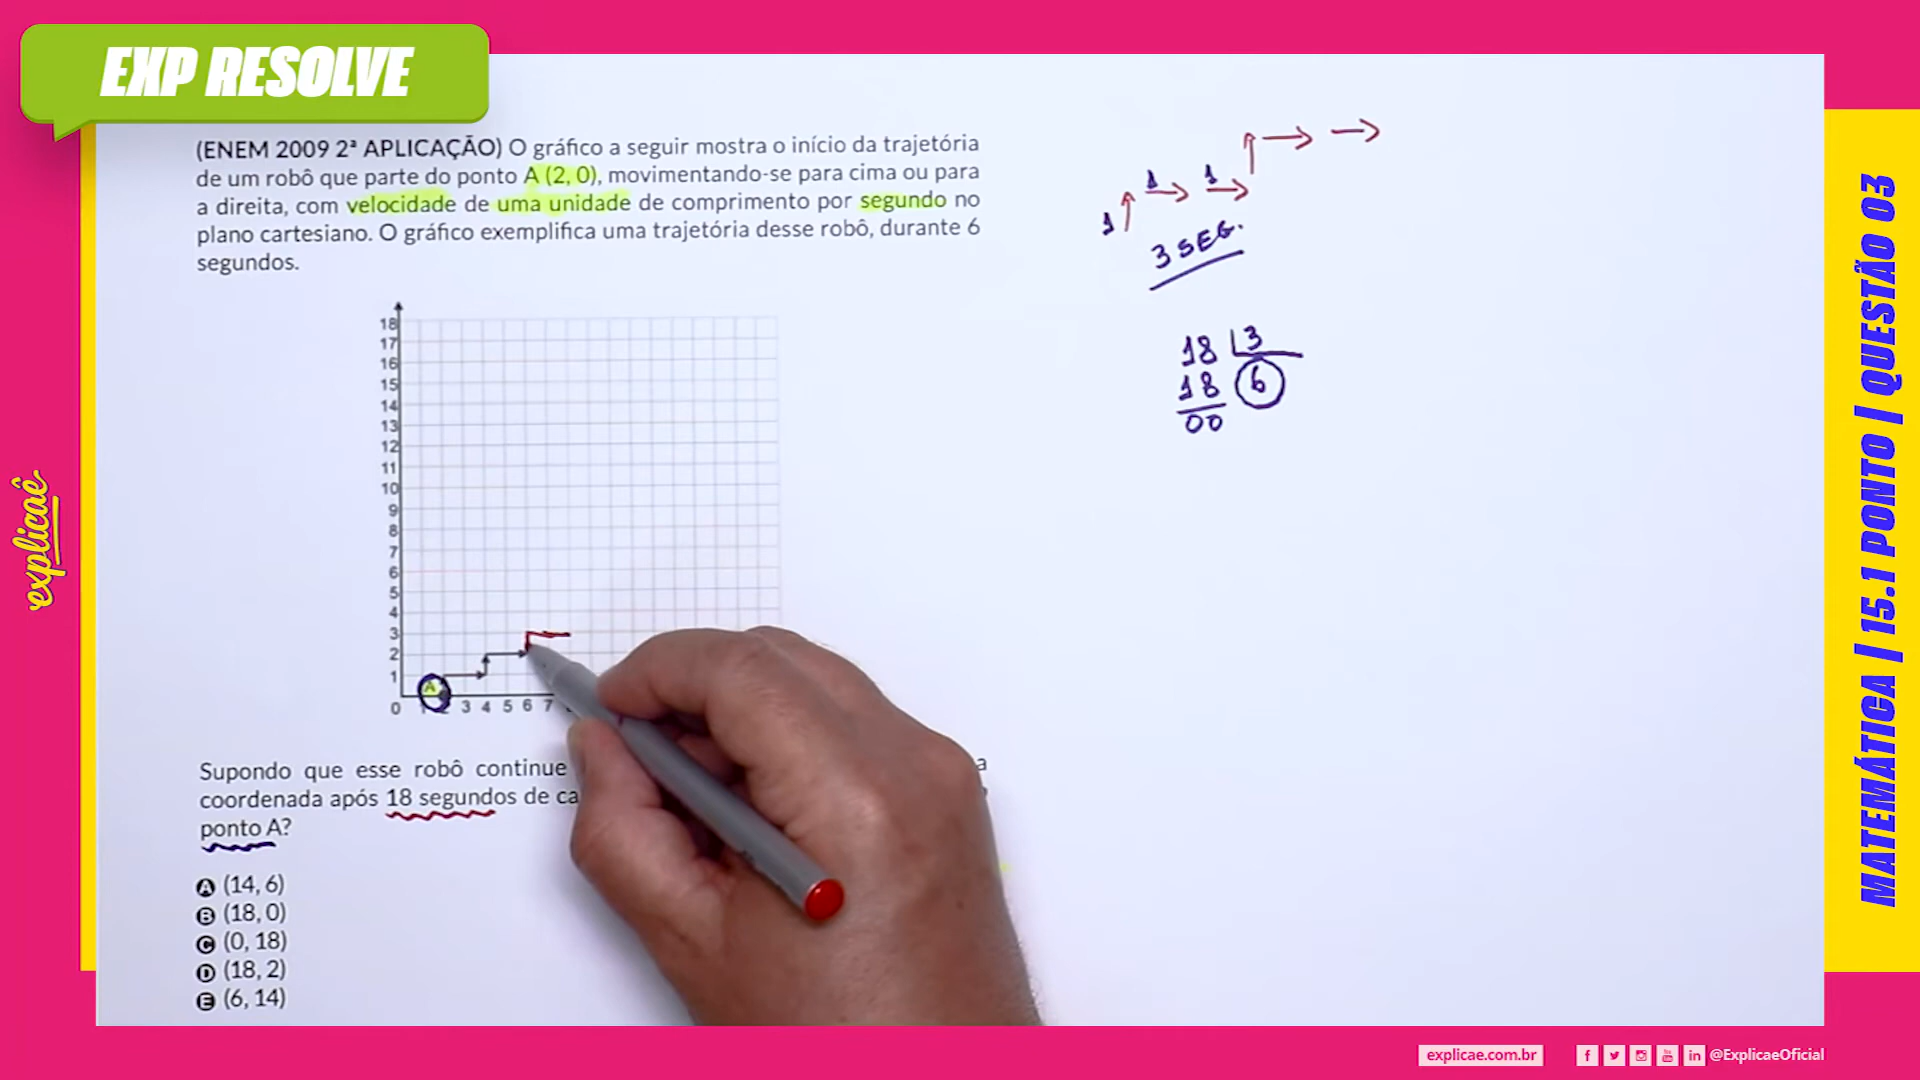 EXP RESOLVE
(ENEM 2009 2ª APLICAÇÃO) O gráfico a seguir mostra o início da trajetória
de um robô que parte do ponto A (2, 0), movimentando-se para cima ou para
a direita, com velocidade de uma unidade de comprimento por segundo no
plano cartesiano. O gráfico exemplifica uma trajetória desse robô, durante 6
segundos.
1 1 1
3 SEG.
18 3
18 6
00
18
17
16
15
14
13
12
11
10
9
8
7
6
5
4
3
2
1
A
0 1 2 3 4 5 6 7
Supondo que esse robô continue a
coordenada após 18 segundos de ca
ponto A?
A (14, 6)
B (18, 0)
C (0, 18)
D (18, 2)
E (6, 14)
explicaê
MATEMÁTICA | 15.1 PONTO | QUESTÃO 03
explicae.com.br @ExplicaeOficial